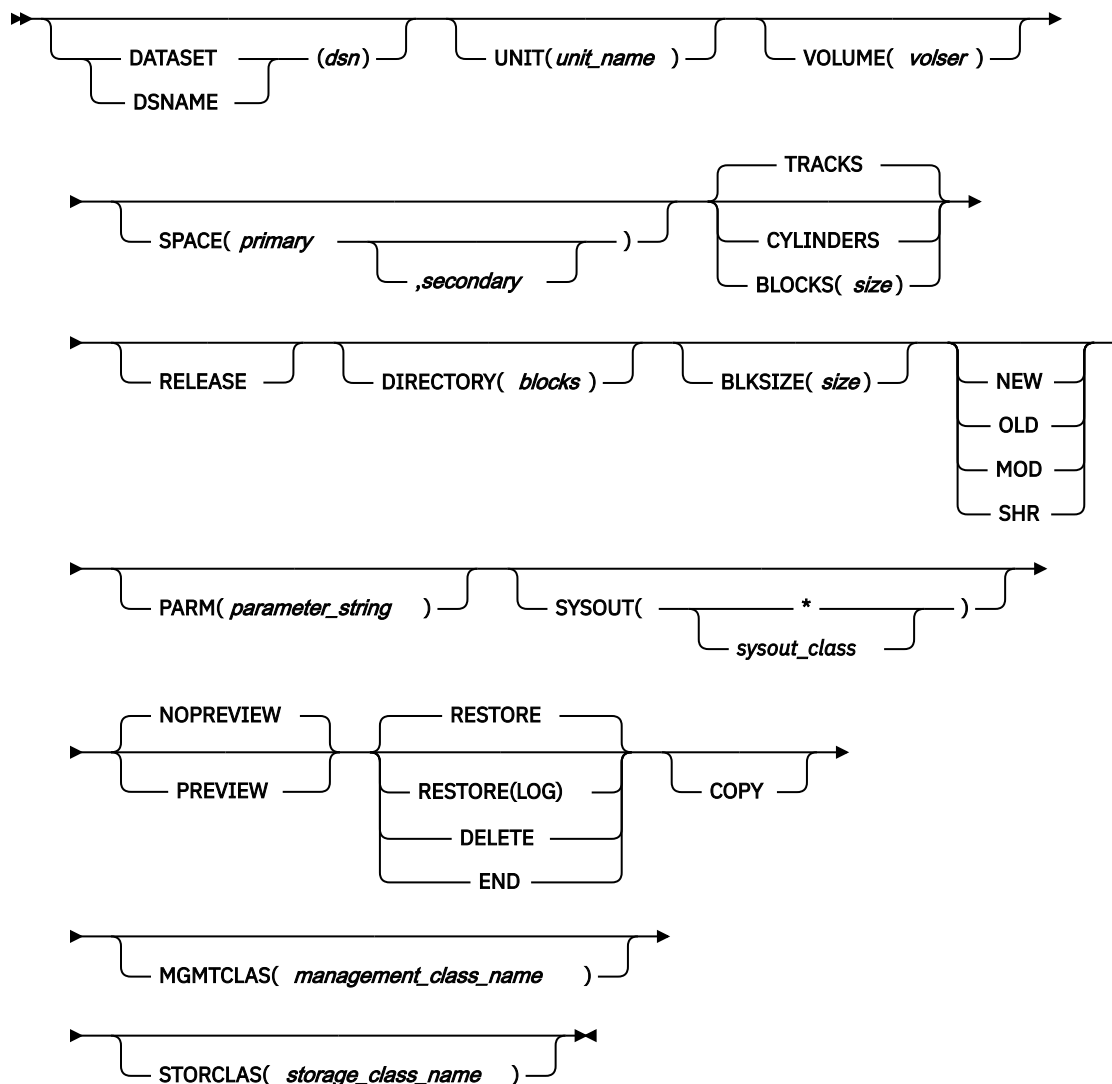 DATASET (dsn) UNIT(unit_name ) VOLUME( volser )
DSNAME
TRACKS
SPACE( primary ) CYLINDERS
,secondary BLOCKS( size )
RELEASE DIRECTORY( blocks ) BLKSIZE( size ) NEW
OLD
MOD
SHR
PARM( parameter_string ) SYSOUT( * )
sysout_class
NOPREVIEW RESTORE
PREVIEW RESTORE(LOG) COPY
DELETE
END
MGMTCLAS( management_class_name )
STORCLAS( storage_class_name )